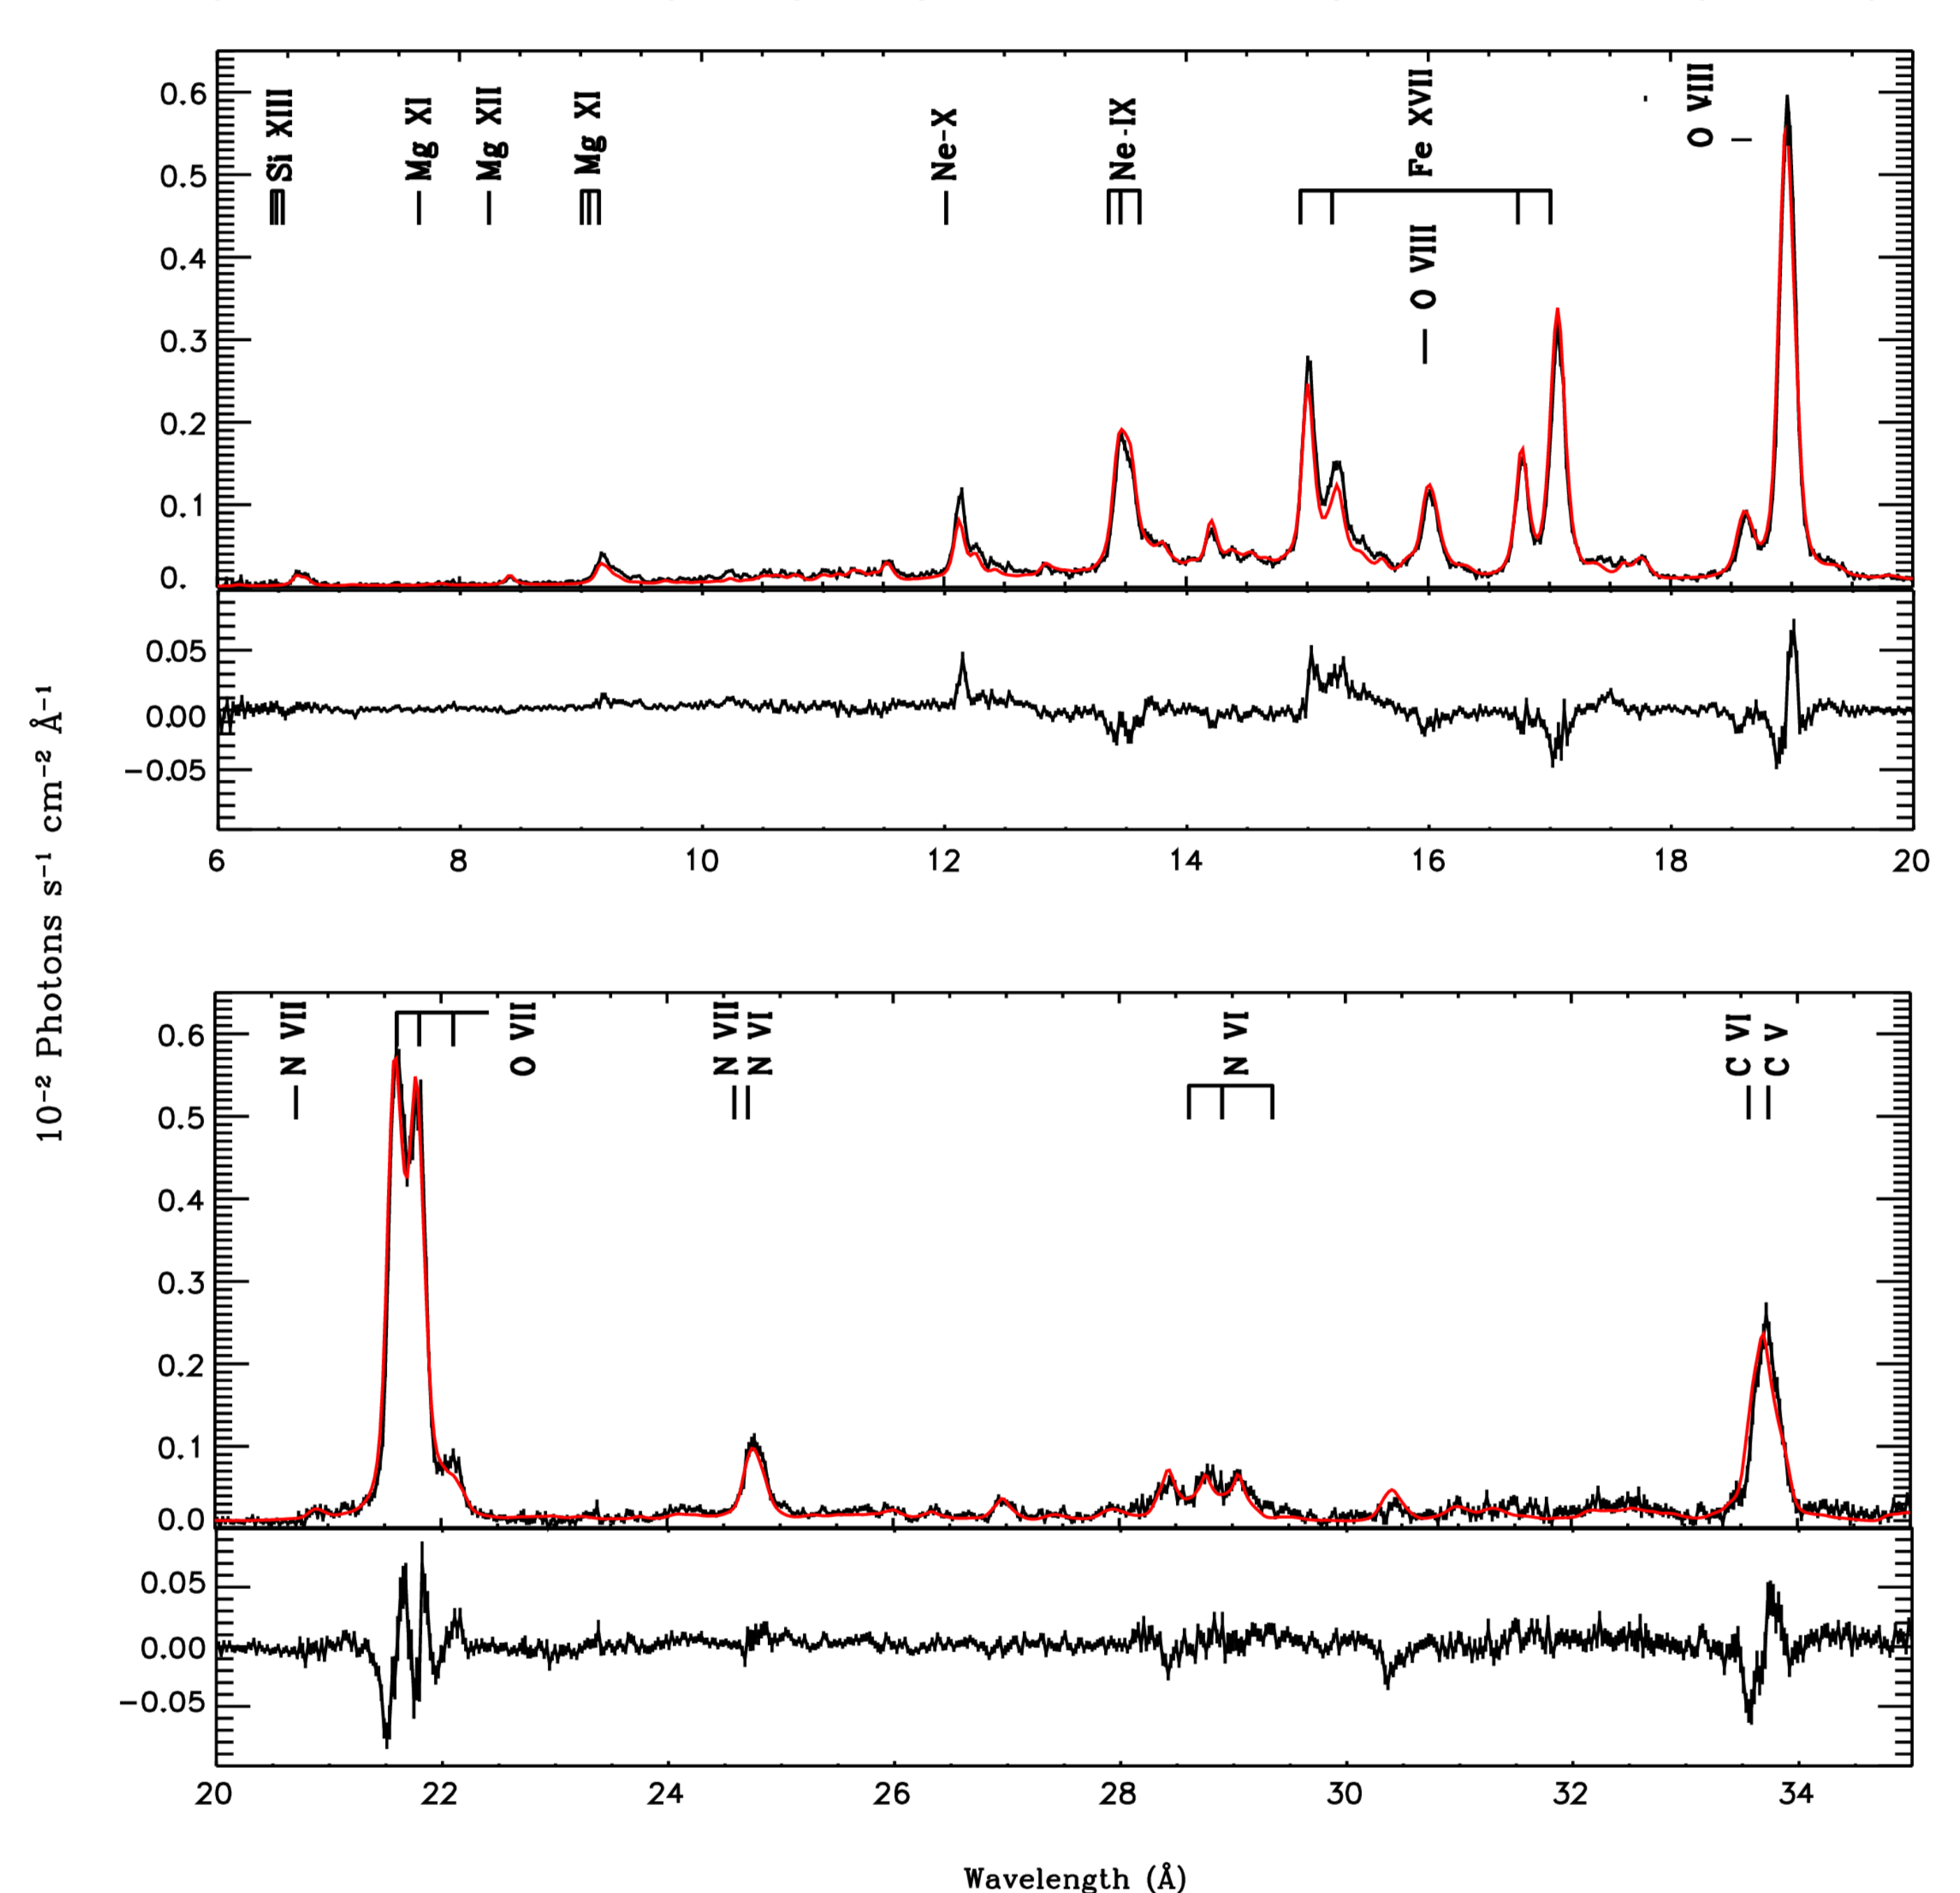 Si XIII
Mg XI
Mg XII
Mg XI
Ne-X
Ne-IX
Fe XVII
O VIII
O VIII
0.6
0.5
0.4
0.3
0.2
0.1
0.
0.05
0.00
−0.05
6 8 10 12 14 16 18 20
10⁻² Photons s⁻¹ cm⁻² Å⁻¹
N VII
O VII
N VII
N VI
N VI
C VI
C V
0.6
0.5
0.4
0.3
0.2
0.1
0.0
0.05
0.00
−0.05
20 22 24 26 28 30 32 34
Wavelength (Å)